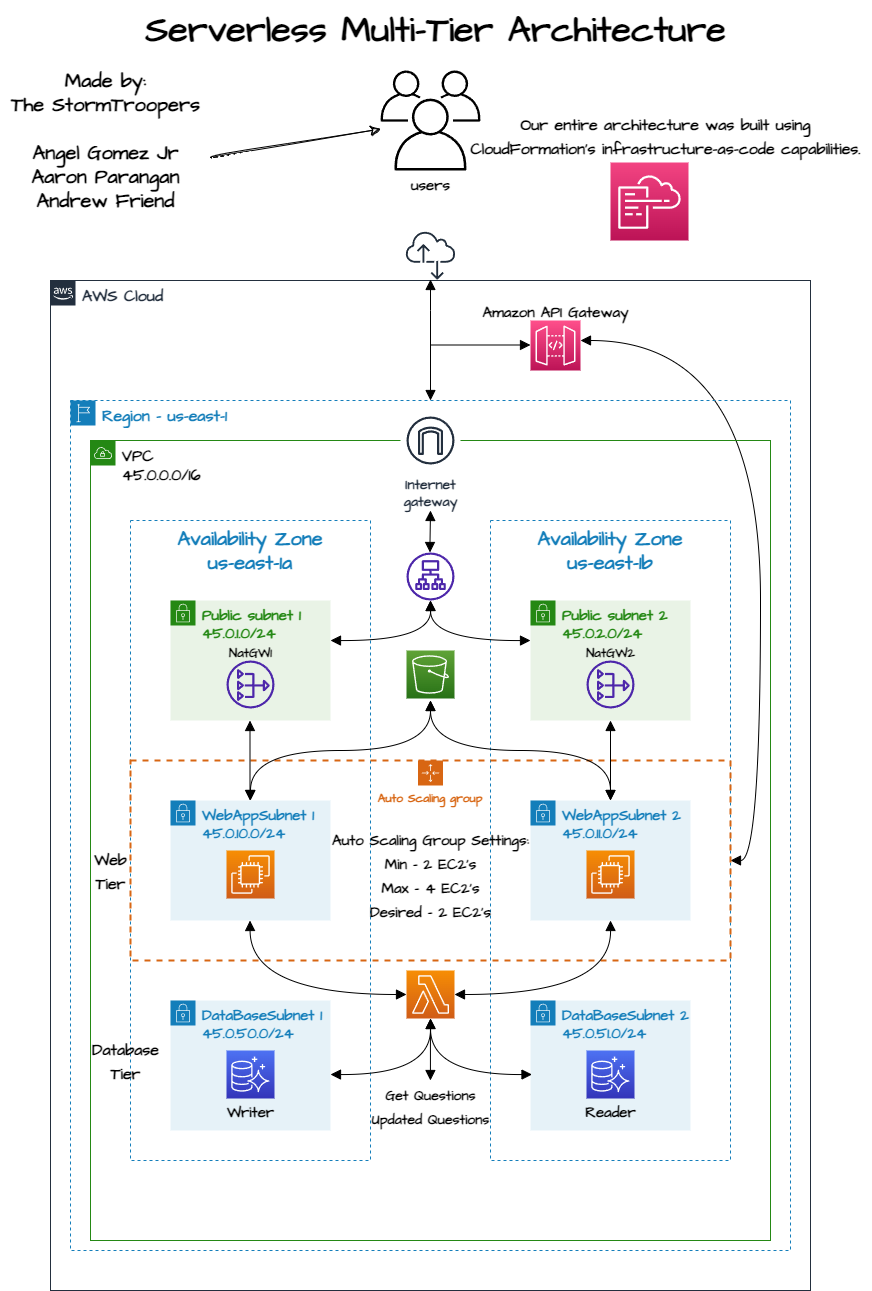 Serverless Multi-Tier Architecture
Made by:
The StormTroopers
Angel Gomez Jr
Aaron Parangan
Andrew Friend
users
Our entire architecture was built using
CloudFormation's infrastructure-as-code capabilities.
aws
AWS Cloud
Amazon API Gateway
Region - us-east-1
VPC
45.0.0.0/16
Internet
gateway
Availability Zone
us-east-1a
Availability Zone
us-east-1b
Public subnet 1
45.0.1.0/24
NatGW1
Public subnet 2
45.0.2.0/24
NatGW2
Auto Scaling group
WebAppSubnet 1
45.0.10.0/24
WebAppSubnet 2
45.0.11.0/24
Web
Tier
Auto Scaling Group Settings:
Min - 2 EC2's
Max - 4 EC2's
Desired - 2 EC2's
DataBaseSubnet 1
45.0.50.0/24
DataBaseSubnet 2
45.0.51.0/24
Database
Tier
Writer
Get Questions
Updated Questions
Reader